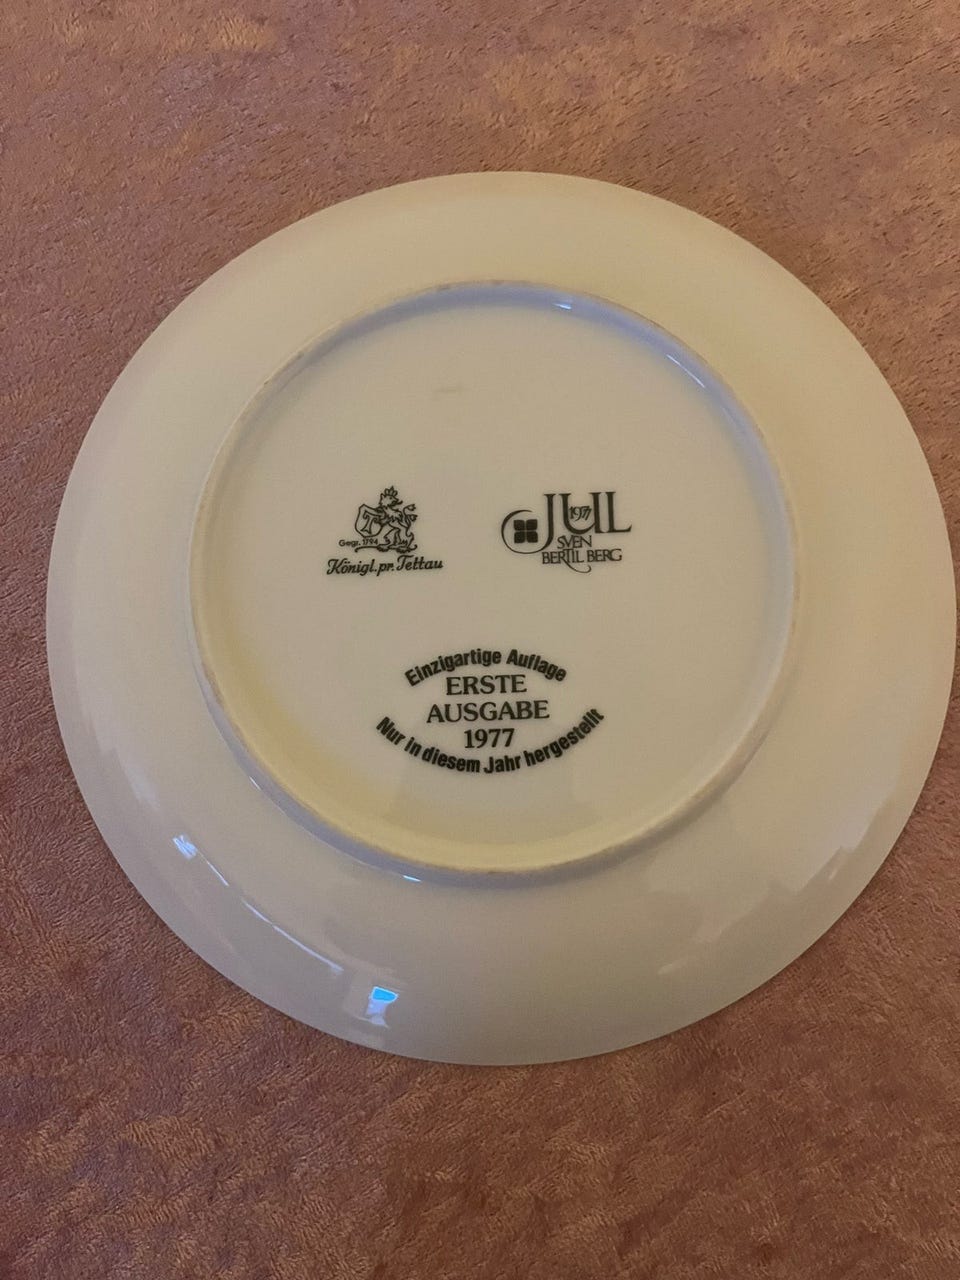 T
Gegr. 1794
Königl. pr. Tettau
JUL
1977
SVEN
BERTIL BERG
Einzigartige Auflage
ERSTE
AUSGABE
1977
Nur in diesem Jahr hergestellt